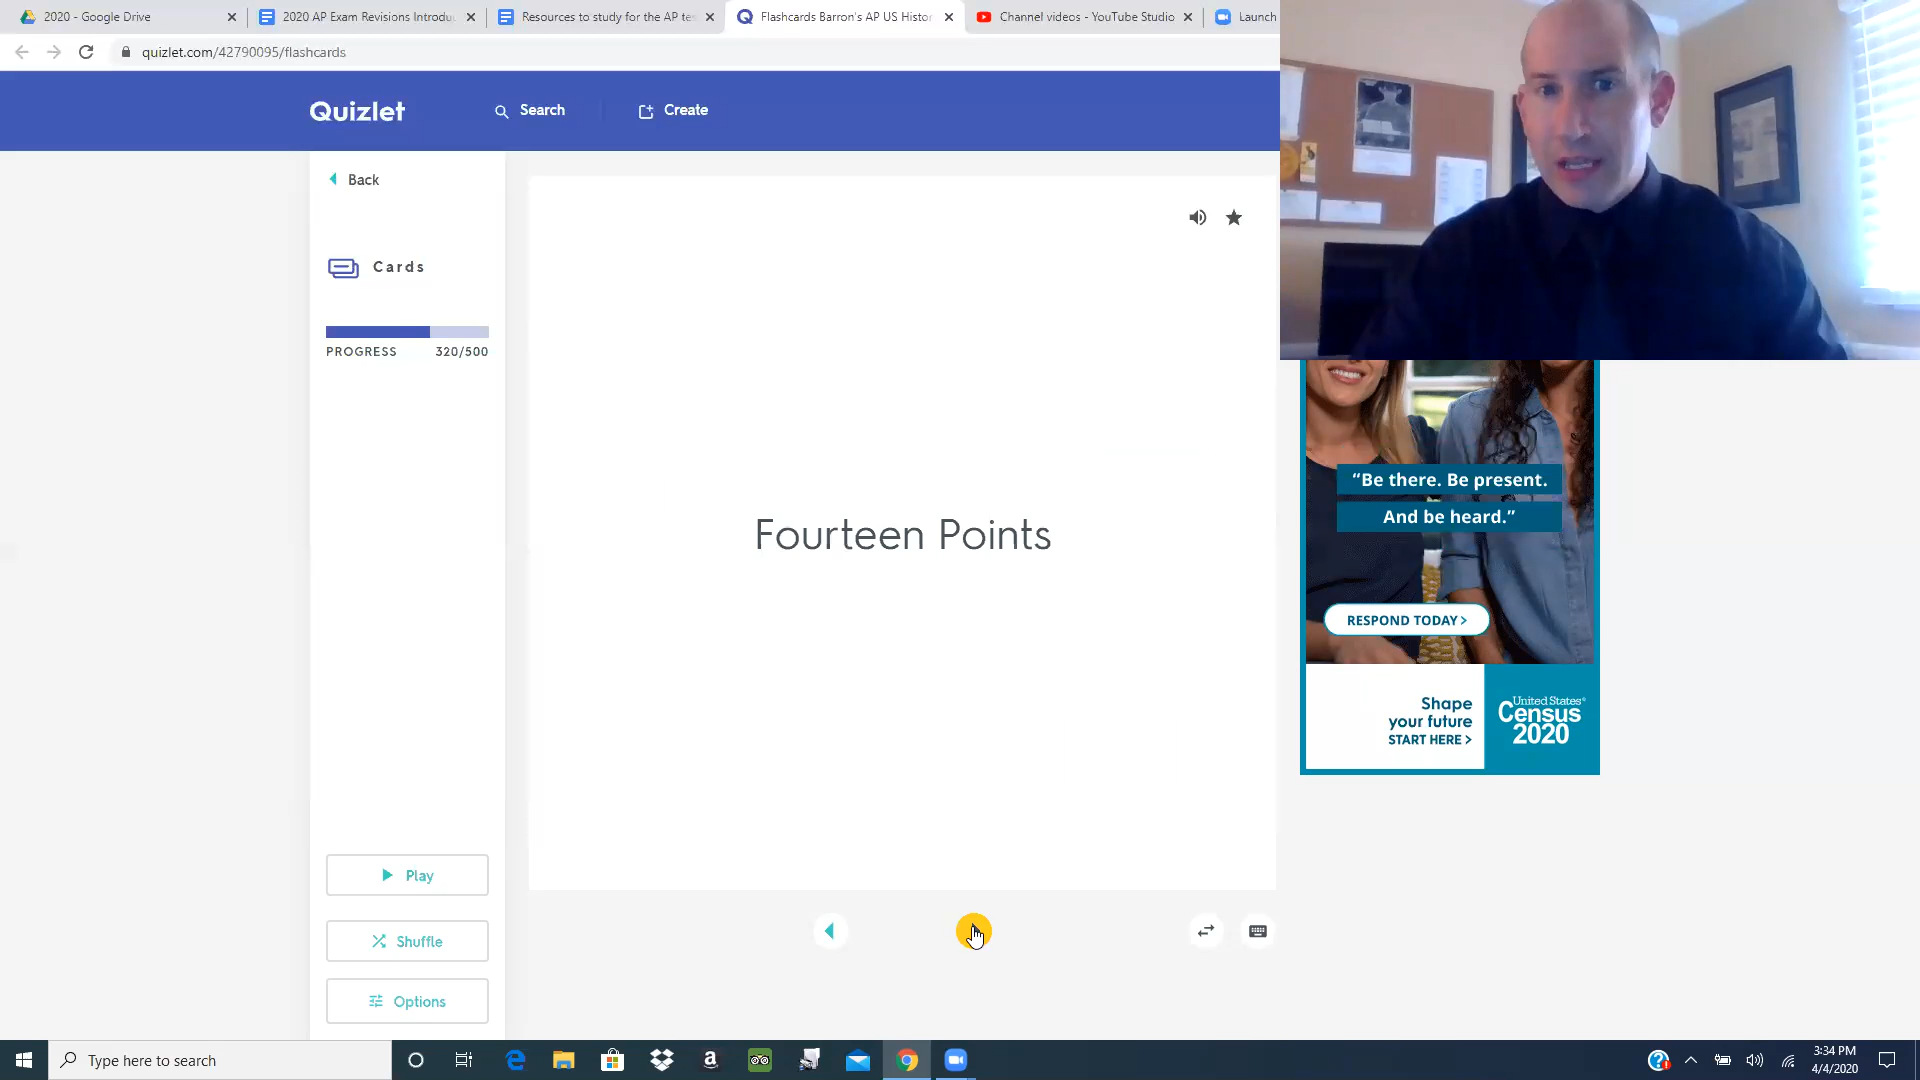 2020 - Google Drive
2020 AP Exam Revisions Introdu
Resources to study for the AP te
Flashcards Barron's AP US Histo
Channel videos - YouTube Studio
Launch
quizlet.com/42790095/flashcards
Quizlet
Search
Create
Back
Cards
PROGRESS 320/500
Fourteen Points
"Be there. Be present.
And be heard."
RESPOND TODAY >
Shape
your future
START HERE >
United States®
Census
2020
Play
Shuffle
Options
Type here to search
3:34 PM
4/4/2020